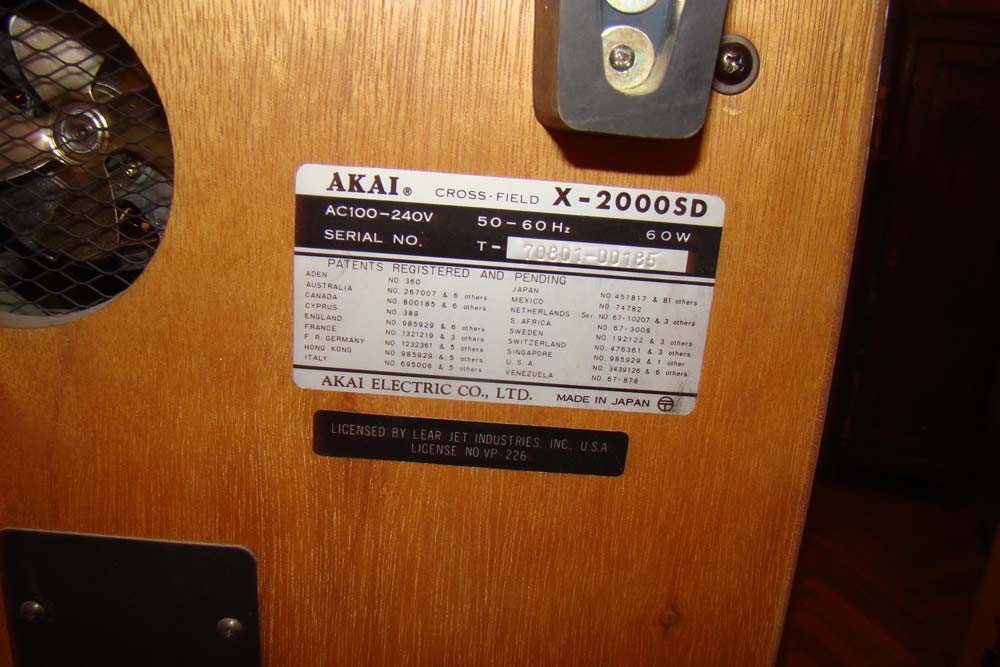 AKAI® CROSS-FIELD X-2000SD
AC100-240V 50-60Hz 60W
SERIAL NO. T- 70801-00185
PATENTS REGISTERED AND PENDING
ADEN NO. 360
AUSTRALIA NO. 267007 & 6 others
CANADA NO. 800185 & 6 others
CYPRUS NO. 389
ENGLAND NO. 985929 & 6 others
FRANCE NO. 1321219 & 3 others
F. R. GERMANY NO. 1232361 & 5 others
HONG KONG NO. 985929 & 5 others
ITALY NO. 695006 & 5 others
JAPAN NO. 451817 & 81 others
MEXICO NO. 74782
NETHERLANDS Ser. NO. 67-10207 & 3 others
S. AFRICA NO. 67-3008
SWEDEN NO. 192122 & 3 others
SWITZERLAND NO. 476361 & 3 others
SINGAPORE NO. 985929 & 1 other
U. S. A. NO. 3439126 & 6 others
VENEZUELA NO. 67-878
AKAI ELECTRIC CO., LTD. MADE IN JAPAN
LICENSED BY LEAR JET INDUSTRIES, INC., U.S.A
LICENSE NO. VP-226